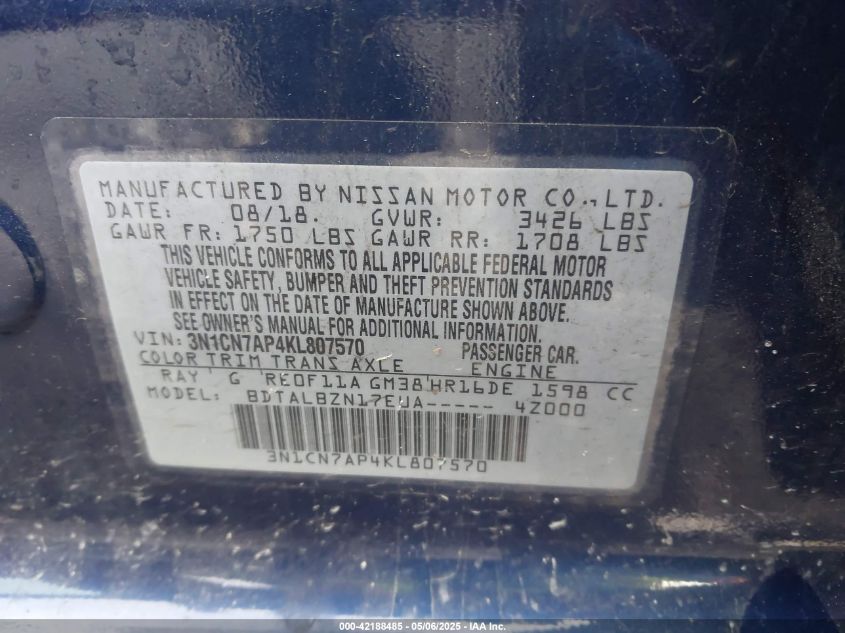 MANUFACTURED BY NISSAN MOTOR CO., LTD.
DATE: 08/18. GVWR: 3426 LBS
GAWR FR: 1750 LBS GAWR RR: 1708 LBS
THIS VEHICLE CONFORMS TO ALL APPLICABLE FEDERAL MOTOR
VEHICLE SAFETY, BUMPER AND THEFT PREVENTION STANDARDS
IN EFFECT ON THE DATE OF MANUFACTURE SHOWN ABOVE.
SEE OWNER'S MANUAL FOR ADDITIONAL INFORMATION.
VIN: 3N1CN7AP4KL807570 PASSENGER CAR.
COLOR TRIM TRANS AXLE ENGINE
RAY G RE0F11A GM38 HR16DE 1598 CC
MODEL: BDTALBZN17EUA----- 4Z000
3N1CN7AP4KL807570
000-42188485 - 05/06/2025 - IAA Inc.